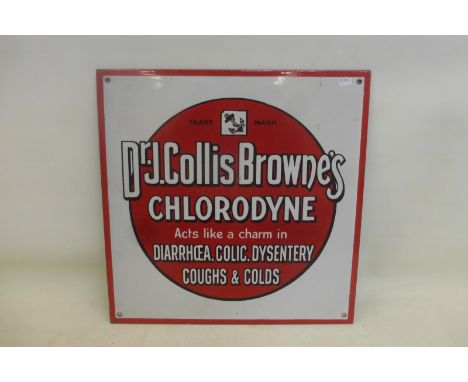 TRADE MARK
Dr. J. Collis Browne's
CHLORODYNE
Acts like a charm in
DIARRHŒA, COLIC, DYSENTERY
COUGHS & COLDS